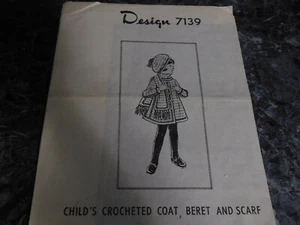 Design 7139
CHILD'S CROCHETED COAT, BERET AND SCARF